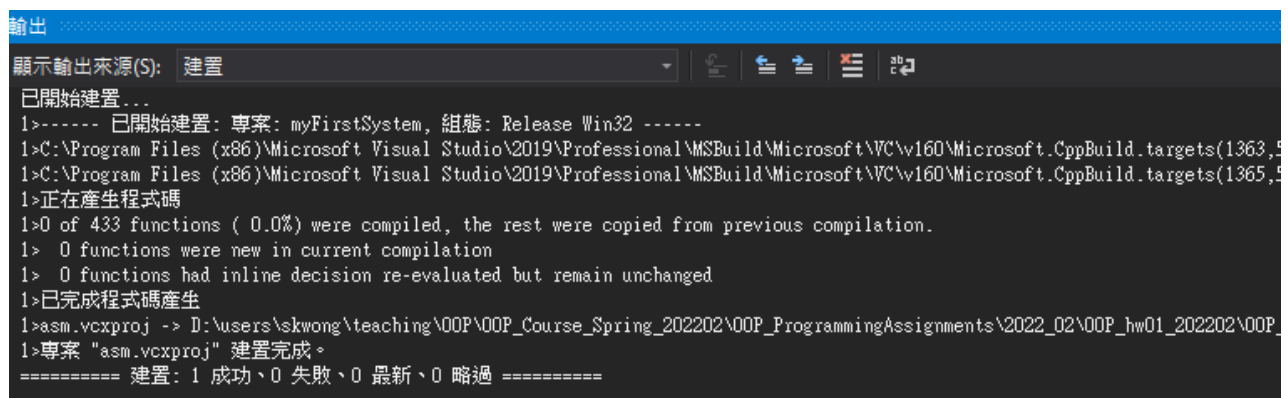 輸出
顯示輸出來源(S): 建置
已開始建置...
1>------ 已開始建置: 專案: myFirstSystem, 組態: Release Win32 ------
1>C:\Program Files (x86)\Microsoft Visual Studio\2019\Professional\MSBuild\Microsoft\VC\v160\Microsoft.CppBuild.targets(1363,5
1>C:\Program Files (x86)\Microsoft Visual Studio\2019\Professional\MSBuild\Microsoft\VC\v160\Microsoft.CppBuild.targets(1365,5
1>正在產生程式碼
1>0 of 433 functions ( 0.0%) were compiled, the rest were copied from previous compilation.
1>  0 functions were new in current compilation
1>  0 functions had inline decision re-evaluated but remain unchanged
1>已完成程式碼產生
1>asm.vcxproj -> D:\users\skwong\teaching\OOP\OOP_Course_Spring_202202\OOP_ProgrammingAssignments\2022_02\OOP_hw01_202202\OOP_
1>專案 "asm.vcxproj" 建置完成。
========== 建置: 1 成功、0 失敗、0 最新、0 略過 ==========